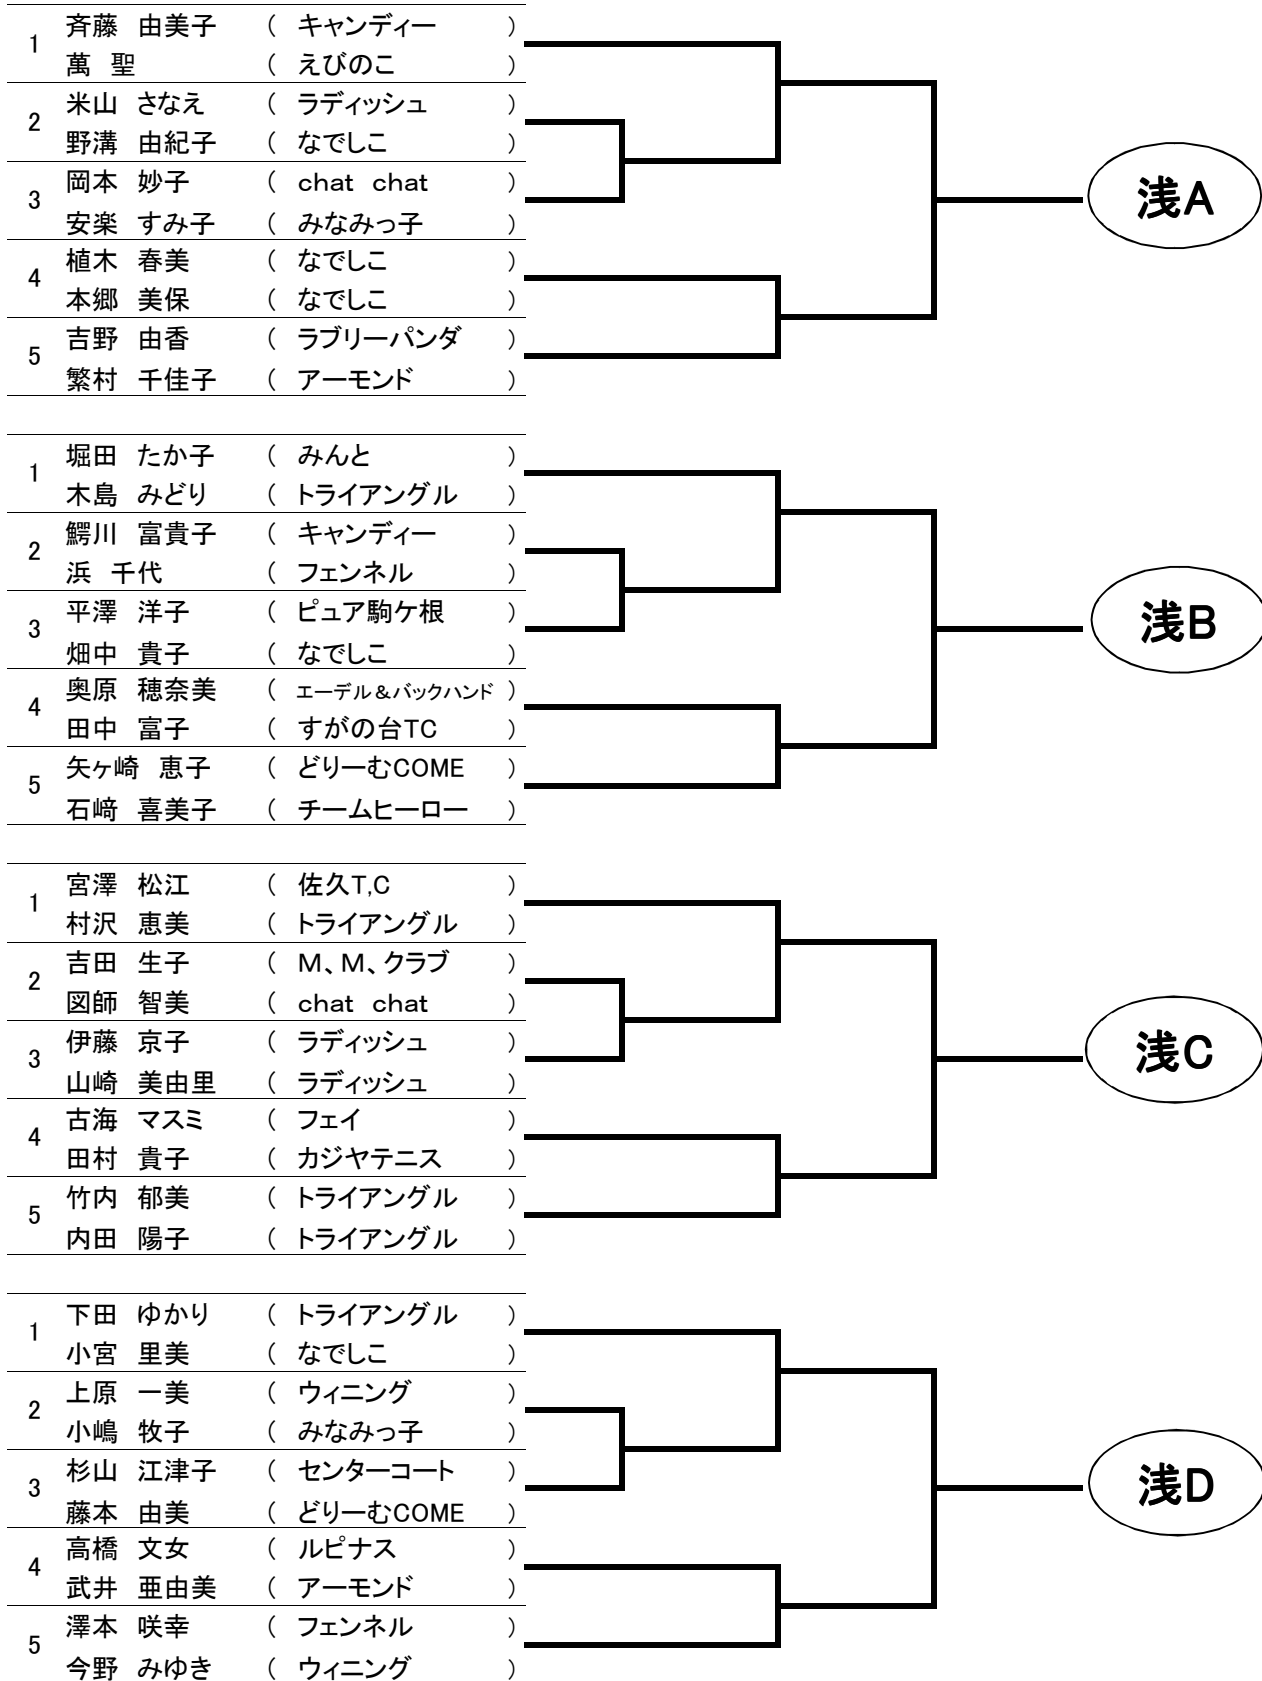 1 斉藤　由美子 （ キャンディー ）
萬　聖 （ えびのこ ）
2 米山　さなえ （ ラディッシュ ）
野溝　由紀子 （ なでしこ ）
3 岡本　妙子 （ chat chat ）
安楽　すみ子 （ みなみっ子 ）
4 植木　春美 （ なでしこ ）
本郷　美保 （ なでしこ ）
5 吉野　由香 （ ラブリーパンダ ）
繁村　千佳子 （ アーモンド ）
浅A
1 堀田　たか子 （ みんと ）
木島　みどり （ トライアングル ）
2 鰐川　富貴子 （ キャンディー ）
浜　千代 （ フェンネル ）
3 平澤　洋子 （ ピュア駒ケ根 ）
畑中　貴子 （ なでしこ ）
4 奥原　穂奈美 （ エーデル＆バックハンド ）
田中　富子 （ すがの台TC ）
5 矢ヶ崎　恵子 （ どりーむCOME ）
石﨑　喜美子 （ チームヒーロー ）
浅B
1 宮澤　松江 （ 佐久T,C ）
村沢　恵美 （ トライアングル ）
2 吉田　生子 （ M、M、クラブ ）
図師　智美 （ chat chat ）
3 伊藤　京子 （ ラディッシュ ）
山崎　美由里 （ ラディッシュ ）
4 古海　マスミ （ フェイ ）
田村　貴子 （ カジヤテニス ）
5 竹内　郁美 （ トライアングル ）
内田　陽子 （ トライアングル ）
浅C
1 下田　ゆかり （ トライアングル ）
小宮　里美 （ なでしこ ）
2 上原　一美 （ ウィニング ）
小嶋　牧子 （ みなみっ子 ）
3 杉山　江津子 （ センターコート ）
藤本　由美 （ どりーむCOME ）
4 高橋　文女 （ ルピナス ）
武井　亜由美 （ アーモンド ）
5 澤本　咲幸 （ フェンネル ）
今野　みゆき （ ウィニング ）
浅D